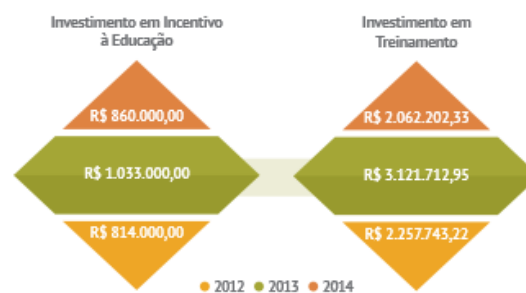 Investimento em Incentivo
à Educação
Investimento em
Treinamento
R$ 860.000,00
R$ 2.062.202,33
R$ 1.033.000,00
R$ 3.121.712,95
R$ 814.000,00
R$ 2.257.743,22
2012 2013 2014